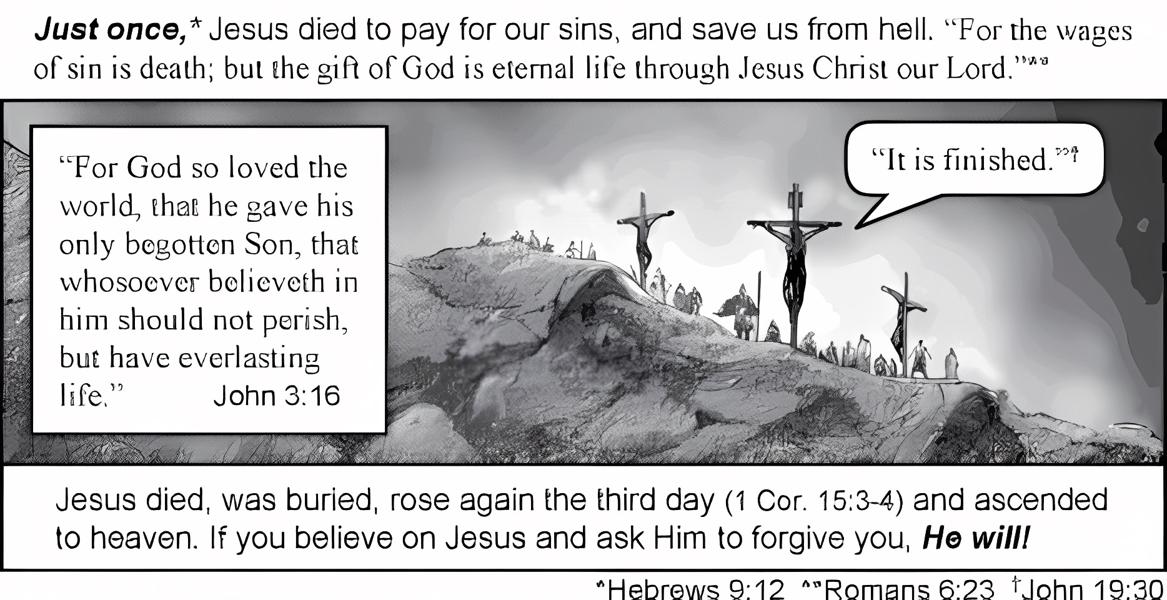 Just once,* Jesus died to pay for our sins, and save us from hell. “For the wages
of sin is death; but the gift of God is eternal life through Jesus Christ our Lord.”**
“For God so loved the
world, that he gave his
only begotten Son, that
whosoever believeth in
him should not perish,
but have everlasting
life.” John 3:16
“It is finished.”†
Jesus died, was buried, rose again the third day (1 Cor. 15:3-4) and ascended
to heaven. If you believe on Jesus and ask Him to forgive you, He will!
*Hebrews 9:12 **Romans 6:23 †John 19:30